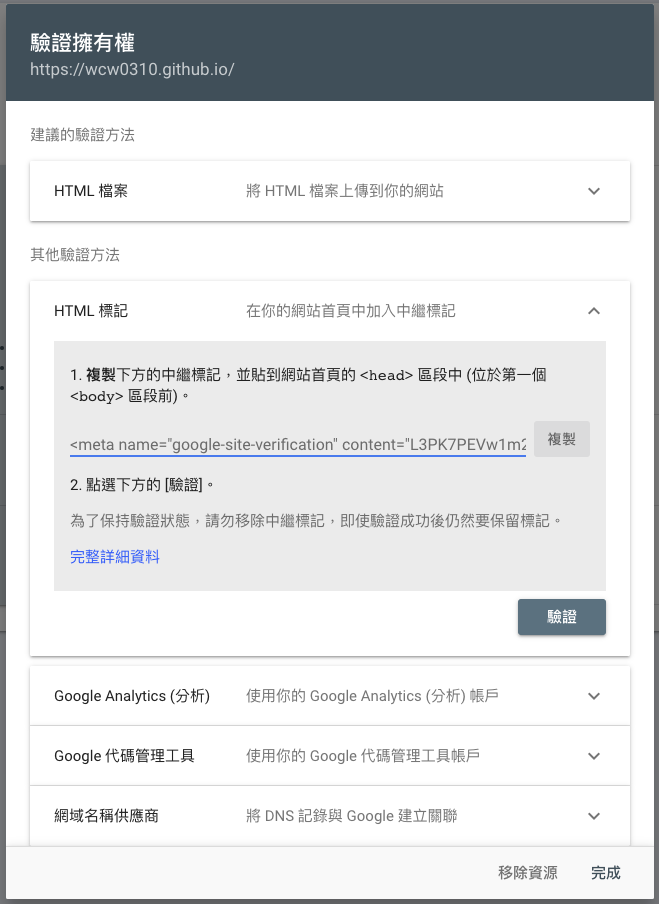 驗證擁有權
https://wcw0310.github.io/
建議的驗證方法
HTML 檔案 將 HTML 檔案上傳到你的網站
其他驗證方法
HTML 標記 在你的網站首頁中加入中繼標記
1. 複製下方的中繼標記，並貼到網站首頁的 <head> 區段中 (位於第一個
<body> 區段前)。
<meta name="google-site-verification" content="L3PK7PEVw1m2 複製
2. 點選下方的 [驗證]。
為了保持驗證狀態，請勿移除中繼標記，即使驗證成功後仍然要保留標記。
完整詳細資料
驗證
Google Analytics (分析) 使用你的 Google Analytics (分析) 帳戶
Google 代碼管理工具 使用你的 Google 代碼管理工具帳戶
網域名稱供應商 將 DNS 記錄與 Google 建立關聯
移除資源 完成